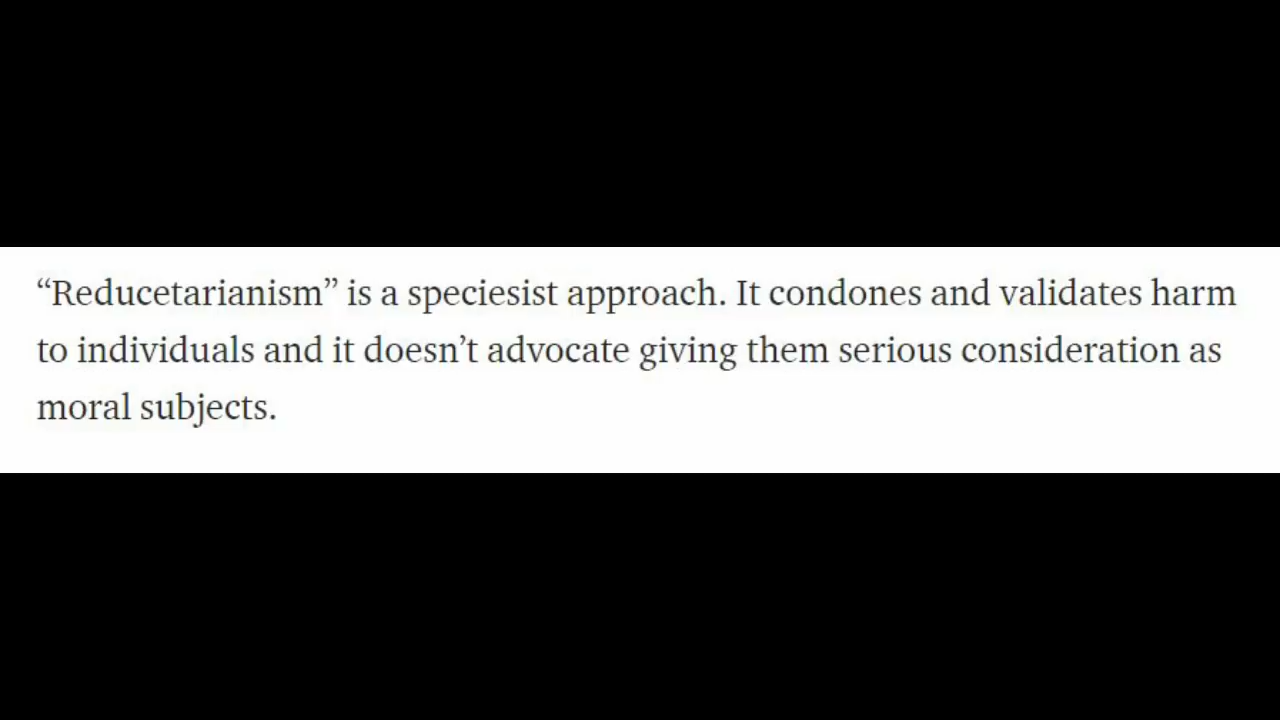 “Reducetarianism” is a speciesist approach. It condones and validates harm
to individuals and it doesn’t advocate giving them serious consideration as
moral subjects.